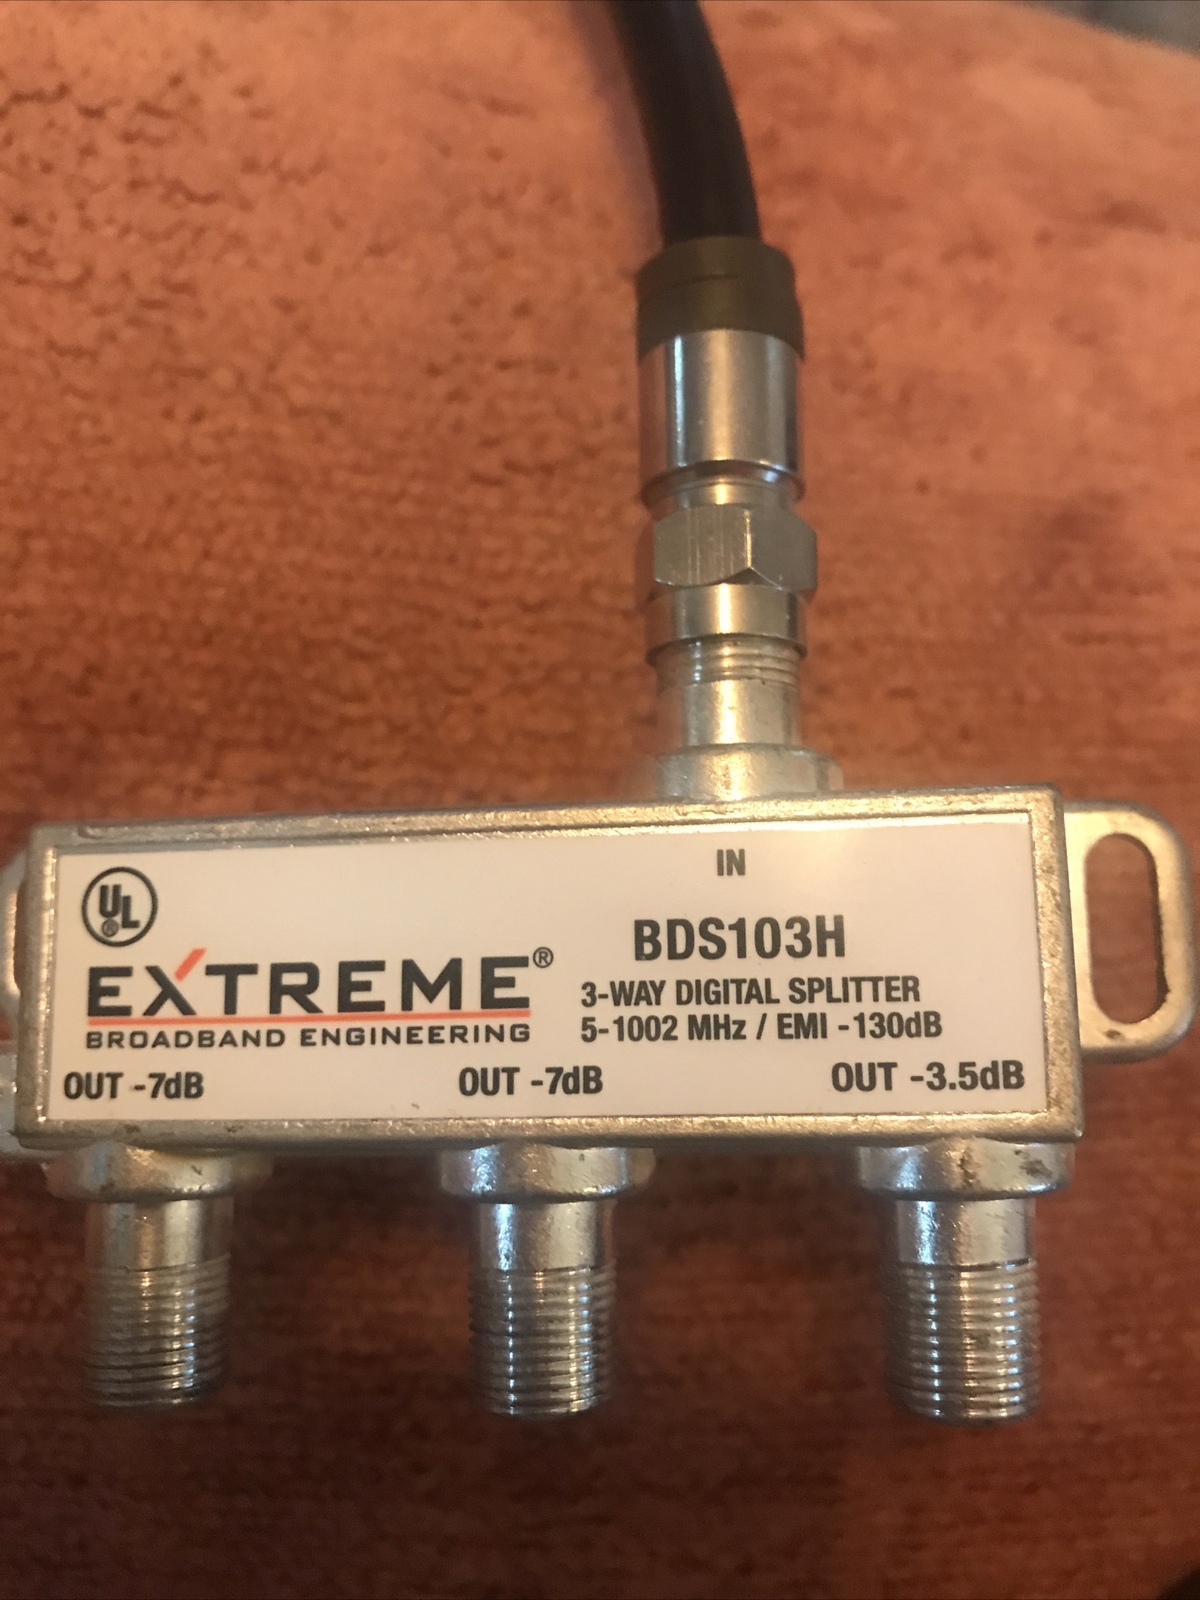 IN
UL®
BDS103H
EXTREME®
3-WAY DIGITAL SPLITTER
BROADBAND ENGINEERING
5-1002 MHz / EMI -130dB
OUT -7dB
OUT -7dB
OUT -3.5dB